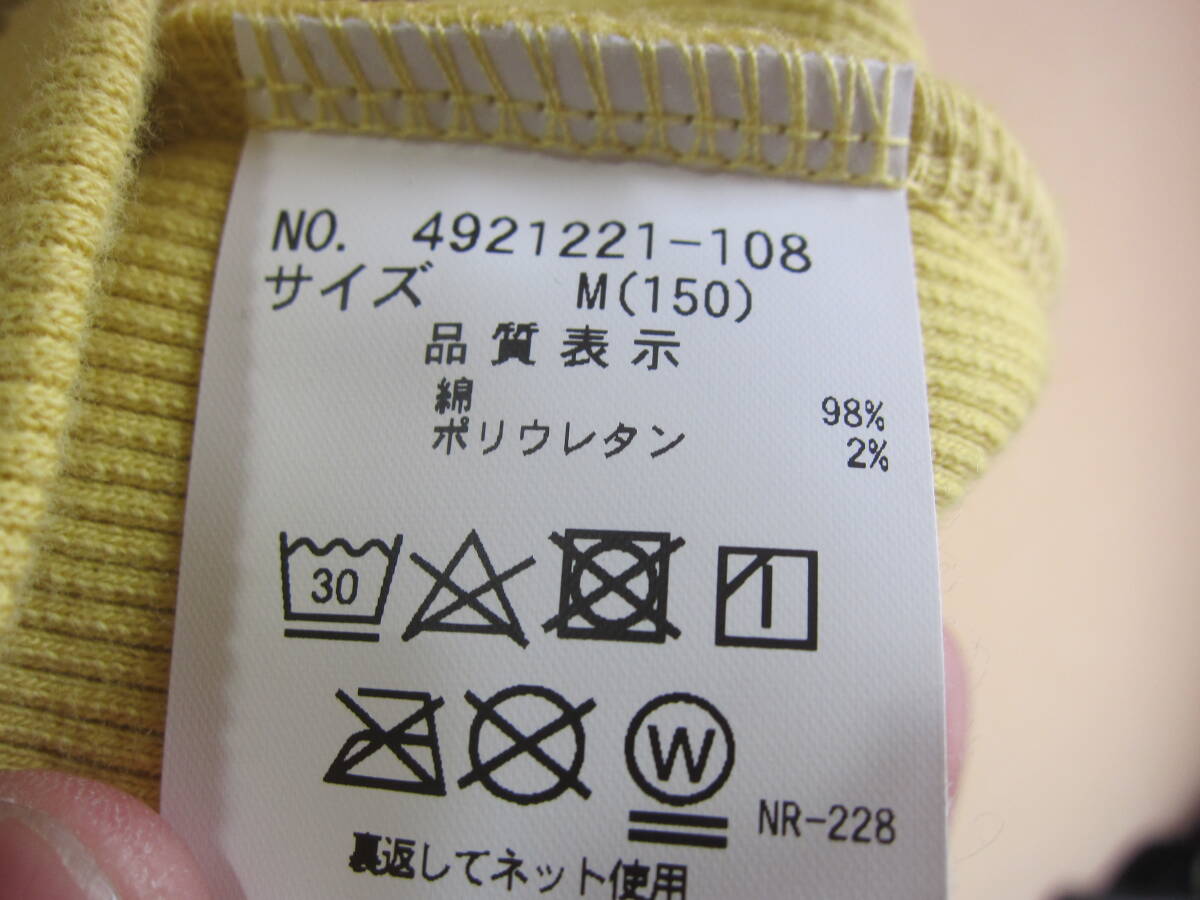 NO. 4921221-108
サイズ M(150)
品質表示
綿 98%
ポリウレタン 2%
30
W
NR-228
裏返してネット使用